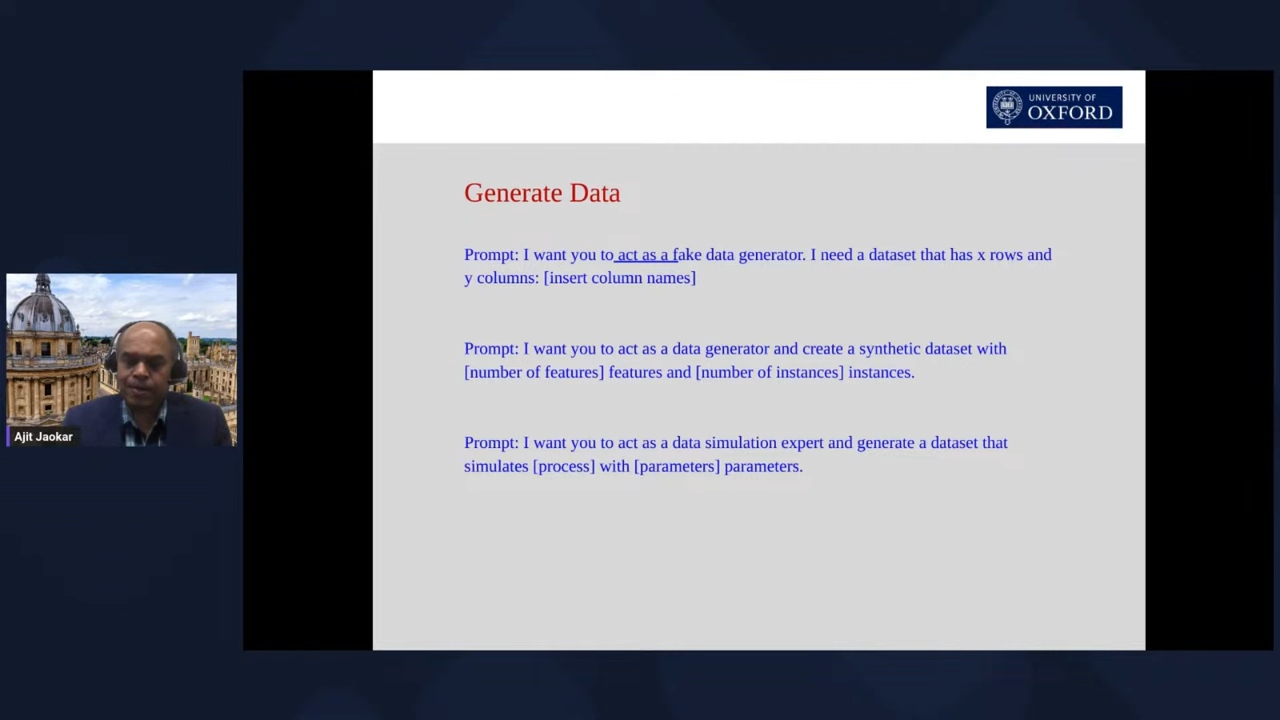 UNIVERSITY OF
OXFORD
Generate Data
Prompt: I want you to act as a fake data generator. I need a dataset that has x rows and
y columns: [insert column names]
Prompt: I want you to act as a data generator and create a synthetic dataset with
[number of features] features and [number of instances] instances.
Prompt: I want you to act as a data simulation expert and generate a dataset that
simulates [process] with [parameters] parameters.
Ajit Jaokar